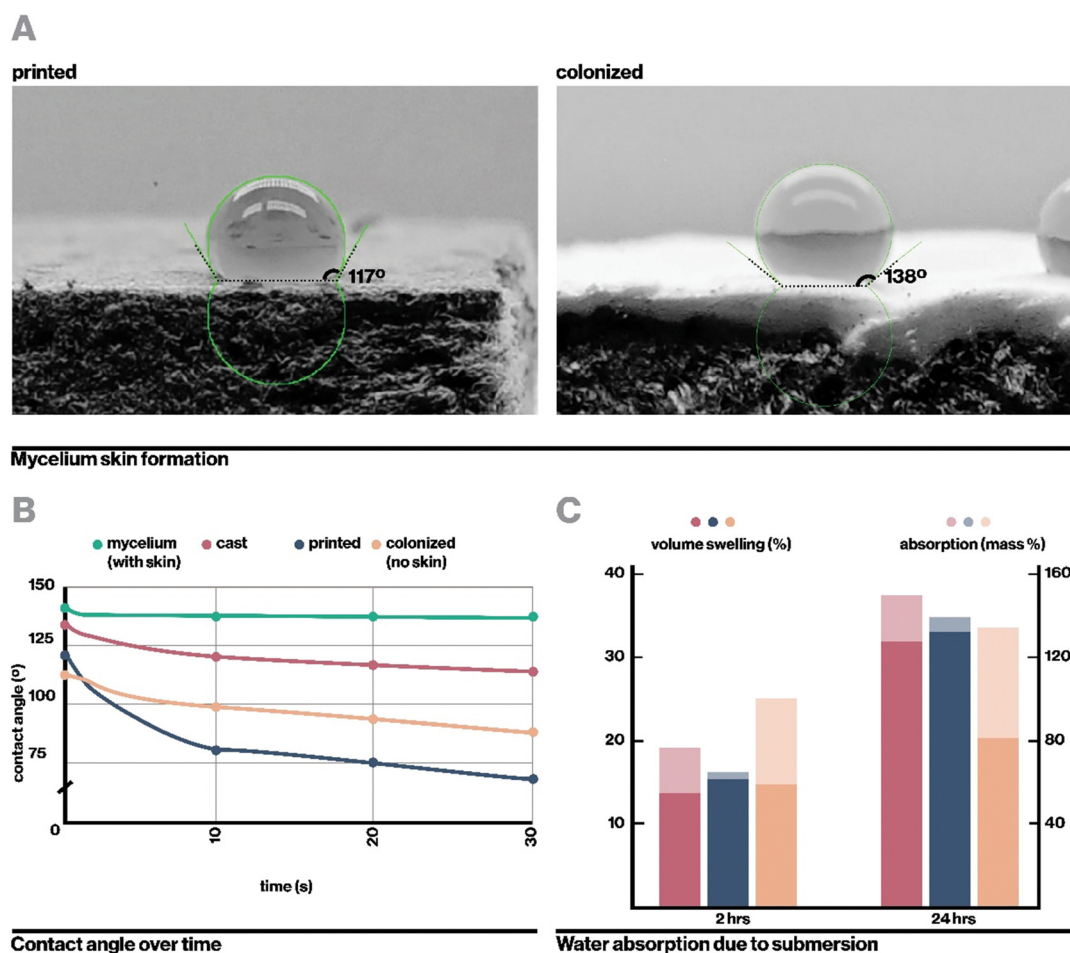 A
printed
colonized
117º
138º
Mycelium skin formation
B
mycelium
(with skin)
cast
printed
colonized
(no skin)
150
125
100
75
0
contact angle (º)
10
20
30
time (s)
Contact angle over time
C
volume swelling (%)
absorption (mass %)
40
30
20
10
160
120
80
40
2 hrs
24 hrs
Water absorption due to submersion